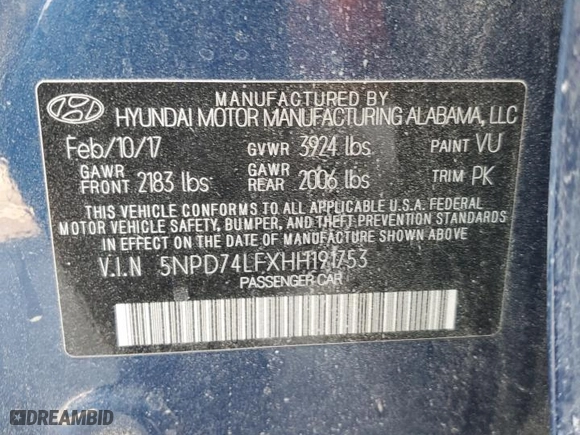 MANUFACTURED BY
HYUNDAI MOTOR MANUFACTURING ALABAMA, LLC
Feb/10/17 GVWR 3924 lbs PAINT VU
GAWR FRONT 2183 lbs GAWR REAR 2006 lbs TRIM PK
THIS VEHICLE CONFORMS TO ALL APPLICABLE U.S.A. FEDERAL
MOTOR VEHICLE SAFETY, BUMPER, AND THEFT PREVENTION STANDARDS
IN EFFECT ON THE DATE OF MANUFACTURE SHOWN ABOVE.
V.I.N 5NPD74LFXHH191753
PASSENGER CAR
DREAMBID